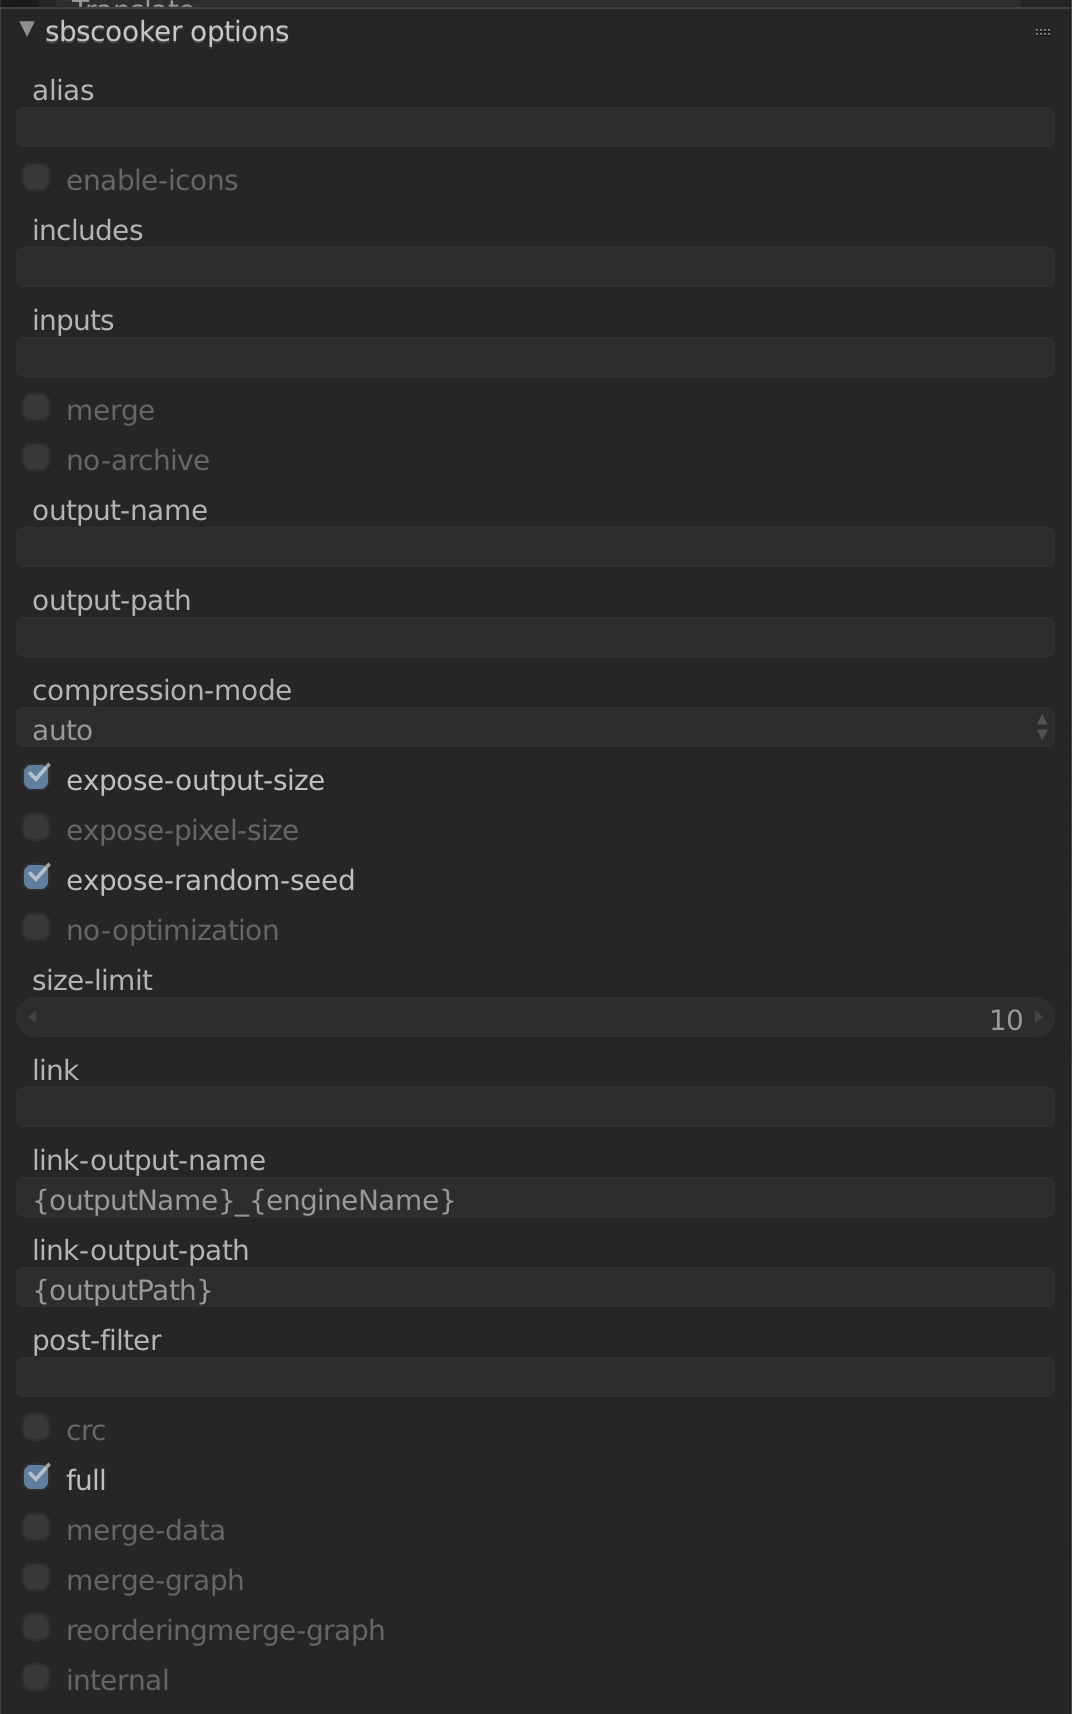 Translate
sbscooker options
alias
enable-icons
includes
inputs
merge
no-archive
output-name
output-path
compression-mode
auto
expose-output-size
expose-pixel-size
expose-random-seed
no-optimization
size-limit
10
link
link-output-name
{outputName}_{engineName}
link-output-path
{outputPath}
post-filter
crc
full
merge-data
merge-graph
reorderingmerge-graph
internal